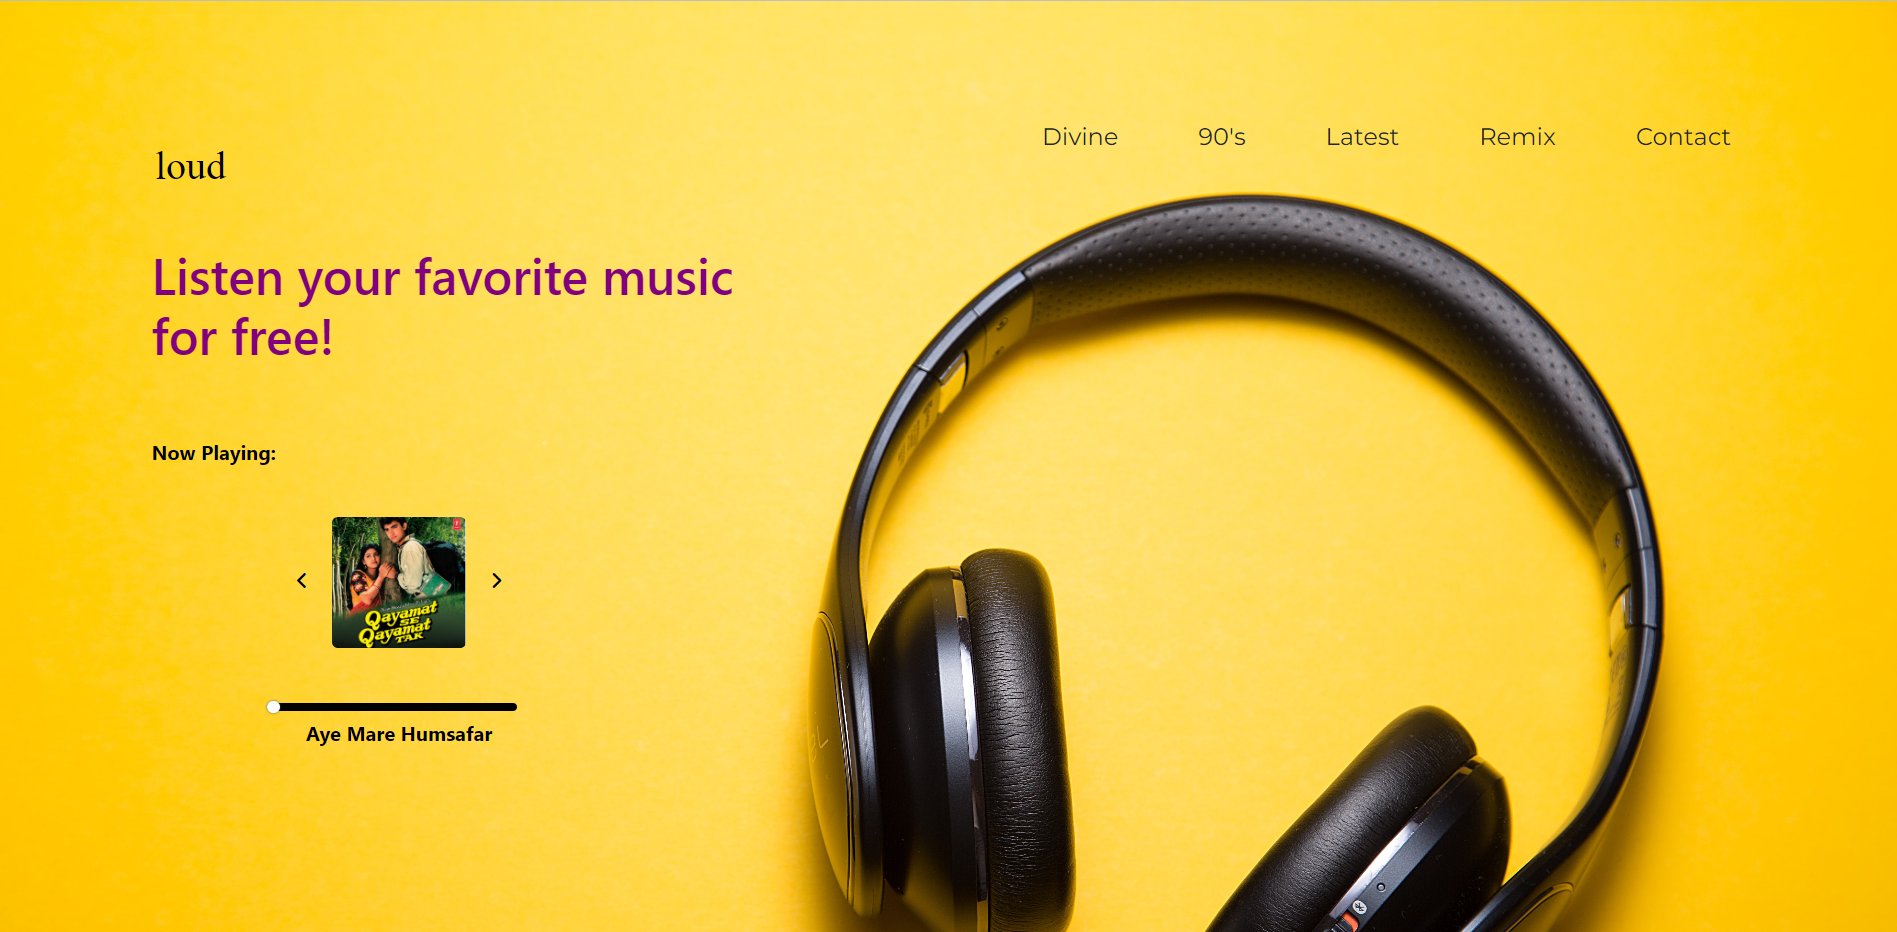 Divine 90's Latest Remix Contact
loud
Listen your favorite music
for free!
Now Playing:
Qayamat
SE
Qayamat
TAK
Aye Mare Humsafar